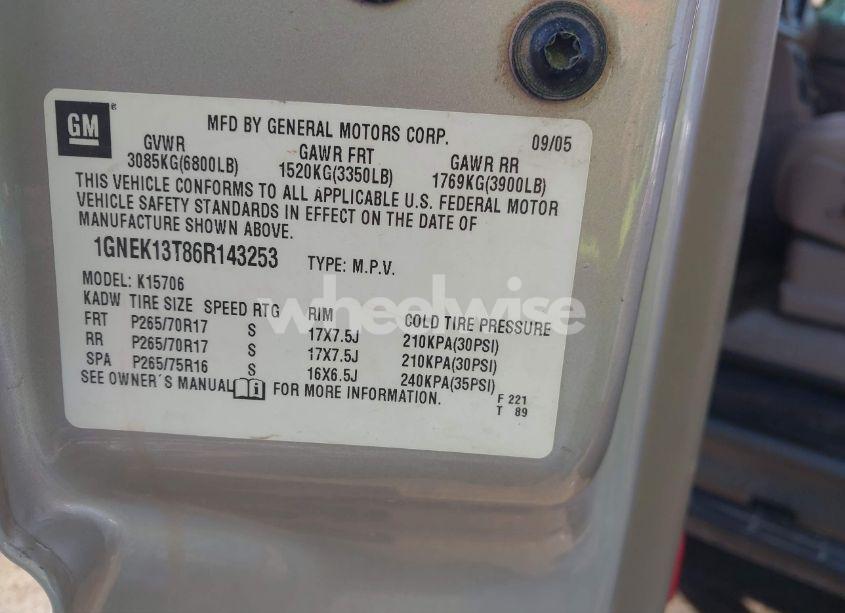 GM ®
MFD BY GENERAL MOTORS CORP. 09/05
GVWR GAWR FRT GAWR RR
3085KG(6800LB) 1520KG(3350LB) 1769KG(3900LB)
THIS VEHICLE CONFORMS TO ALL APPLICABLE U.S. FEDERAL MOTOR
VEHICLE SAFETY STANDARDS IN EFFECT ON THE DATE OF
MANUFACTURE SHOWN ABOVE.
1GNEK13T86R143253 TYPE: M.P.V.
MODEL: K15706
KADW TIRE SIZE SPEED RTG RIM COLD TIRE PRESSURE
FRT P265/70R17 S 17X7.5J 210KPA(30PSI)
RR P265/70R17 S 17X7.5J 210KPA(30PSI)
SPA P265/75R16 S 16X6.5J 240KPA(35PSI)
SEE OWNER´S MANUAL FOR MORE INFORMATION.
F 221
T 89
wheelwise